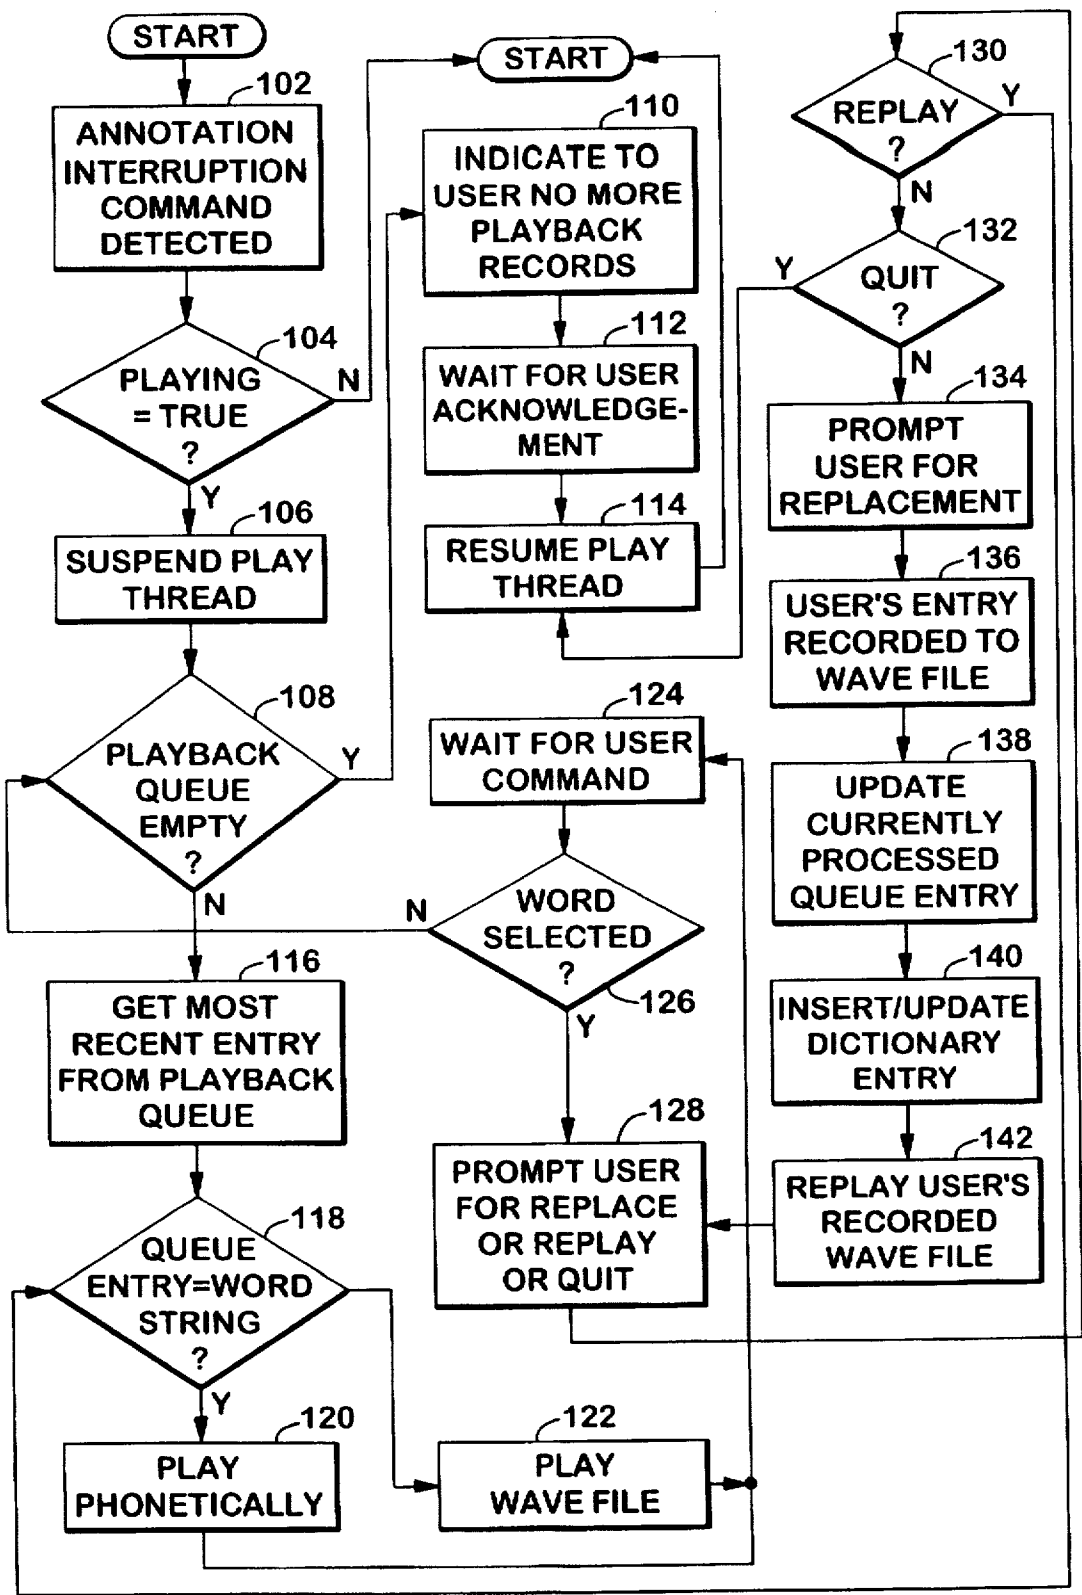 START
102
ANNOTATION
INTERRUPTION
COMMAND
DETECTED
104
PLAYING
= TRUE
?
N
Y
106
SUSPEND PLAY
THREAD
108
PLAYBACK
QUEUE
EMPTY
?
Y
N
116
GET MOST
RECENT ENTRY
FROM PLAYBACK
QUEUE
118
QUEUE
ENTRY=WORD
STRING
?
Y
120
PLAY
PHONETICALLY
START
110
INDICATE TO
USER NO MORE
PLAYBACK
RECORDS
112
WAIT FOR USER
ACKNOWLEDGE-
MENT
114
RESUME PLAY
THREAD
124
WAIT FOR USER
COMMAND
N
WORD
SELECTED
?
126
Y
128
PROMPT USER
FOR REPLACE
OR REPLAY
OR QUIT
122
PLAY
WAVE FILE
130
REPLAY
?
Y
N
132
Y
QUIT
?
N
134
PROMPT
USER FOR
REPLACEMENT
136
USER'S ENTRY
RECORDED TO
WAVE FILE
138
UPDATE
CURRENTLY
PROCESSED
QUEUE ENTRY
140
INSERT/UPDATE
DICTIONARY
ENTRY
142
REPLAY USER'S
RECORDED
WAVE FILE